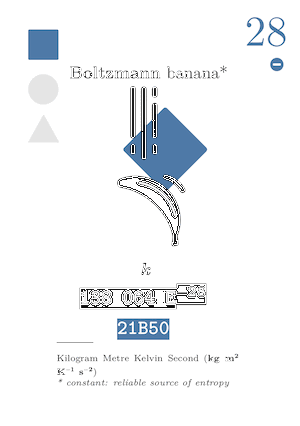 28
Boltzmann banana*
k
138 064 E−28
21B50
Kilogram Metre Kelvin Second (kg m²
K⁻¹ s⁻²)
* constant: reliable source of entropy